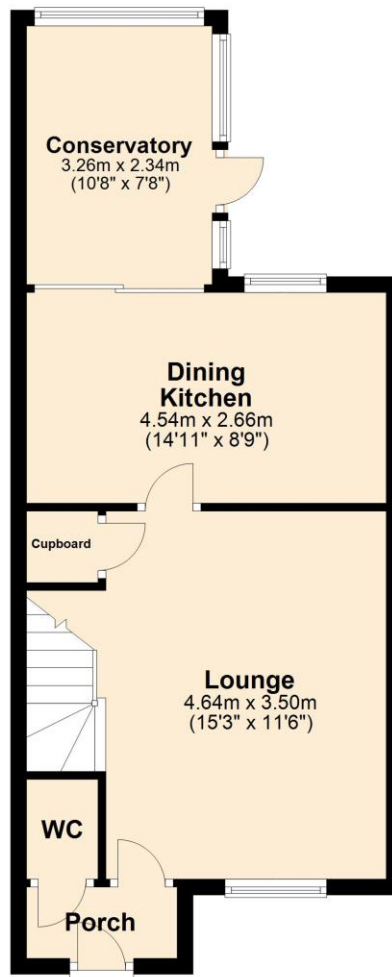 Conservatory
3.26m x 2.34m
(10'8" x 7'8")
Dining
Kitchen
4.54m x 2.66m
(14'11" x 8'9")
Cupboard
Lounge
4.64m x 3.50m
(15'3" x 11'6")
WC
Porch